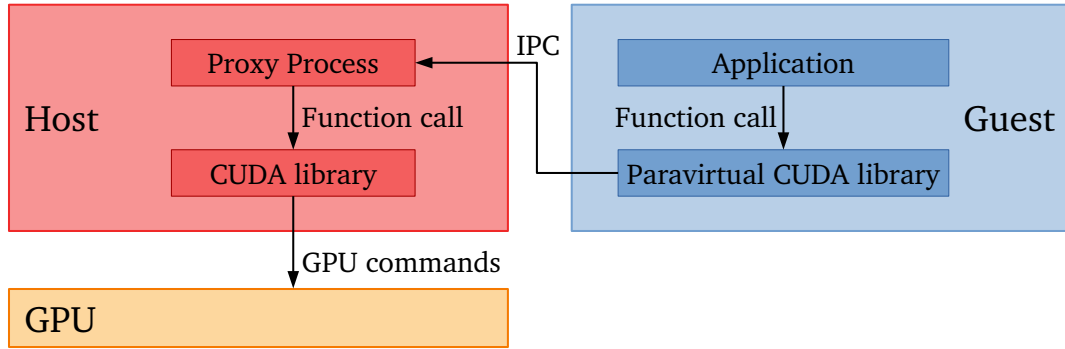 IPC
Proxy Process
Application
Host
Function call
Function call
Guest
CUDA library
Paravirtual CUDA library
GPU commands
GPU